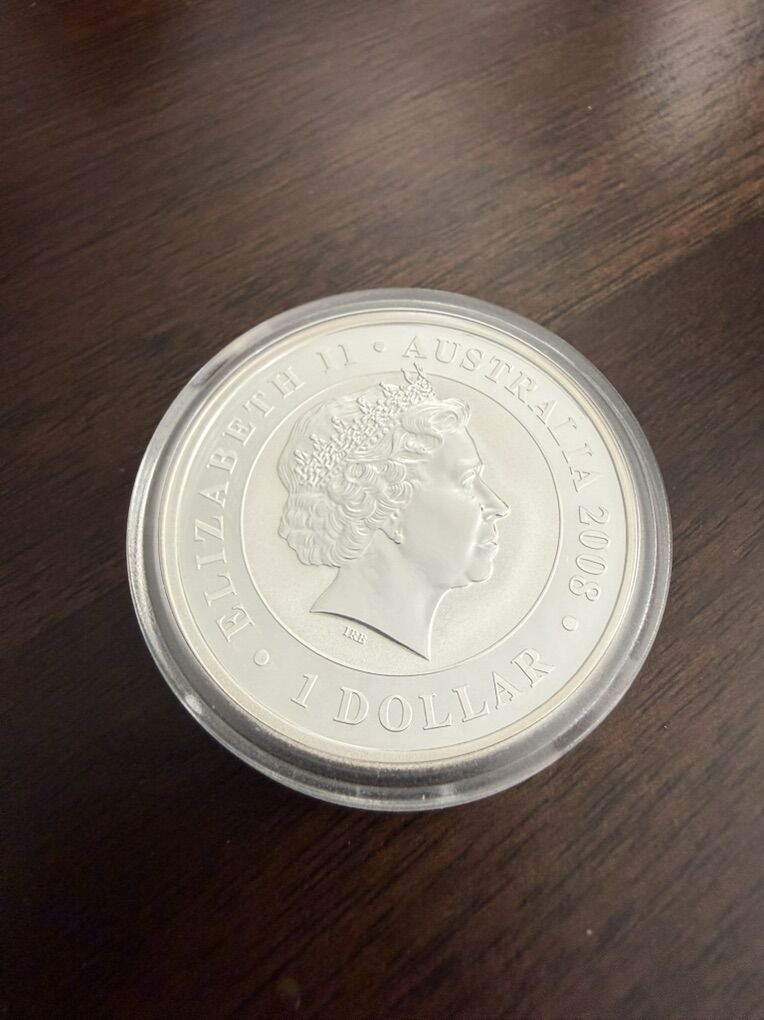 ELIZABETH II • AUSTRALIA 2008 •
1 DOLLAR •
IRB